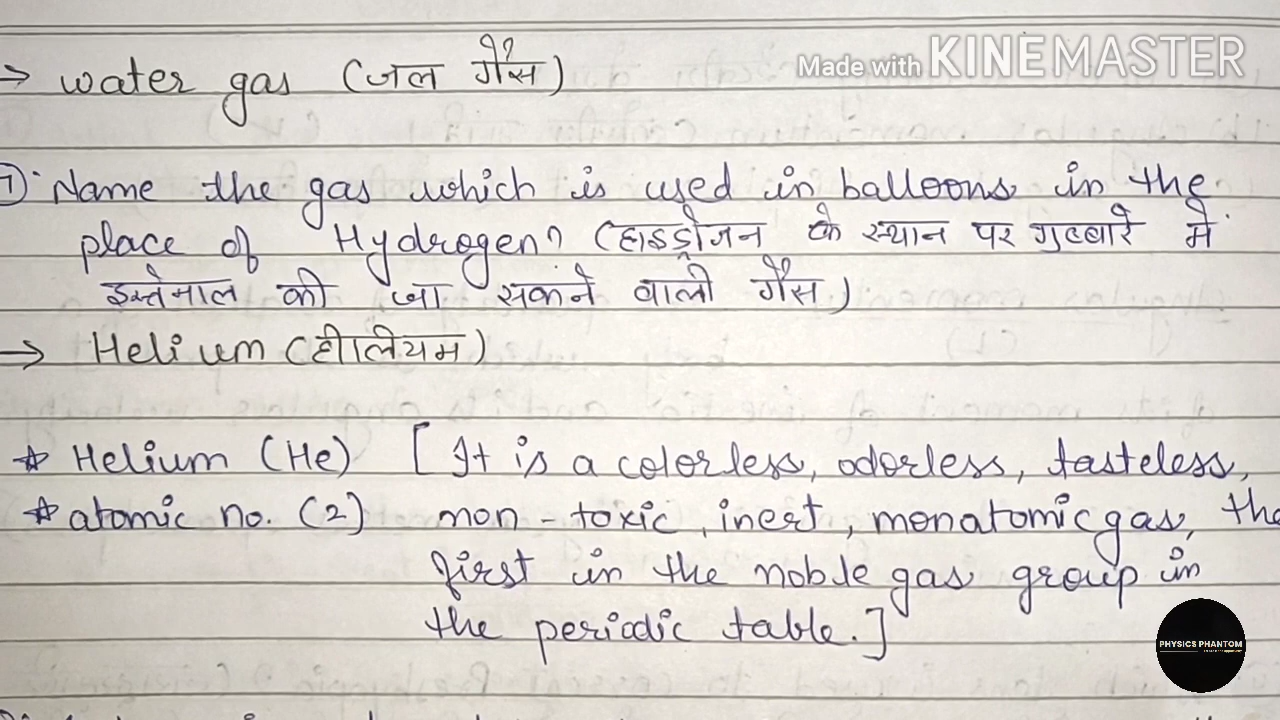 → water gas (जल गैस)
Made with KINEMASTER
7) Name the gas which is used in balloons in the
place of Hydrogen? (हाइड्रोजन के स्थान पर गुब्बारे में
इस्तेमाल की जा सकने वाली गैस)
→ Helium (हीलियम)
☆ Helium (He) [It is a colorless, odorless, tasteless,
☆ atomic no. (2) non-toxic, inert, monatomic gas, the
first in the noble gas group in
the periodic table.]
PHYSICS PHANTOM